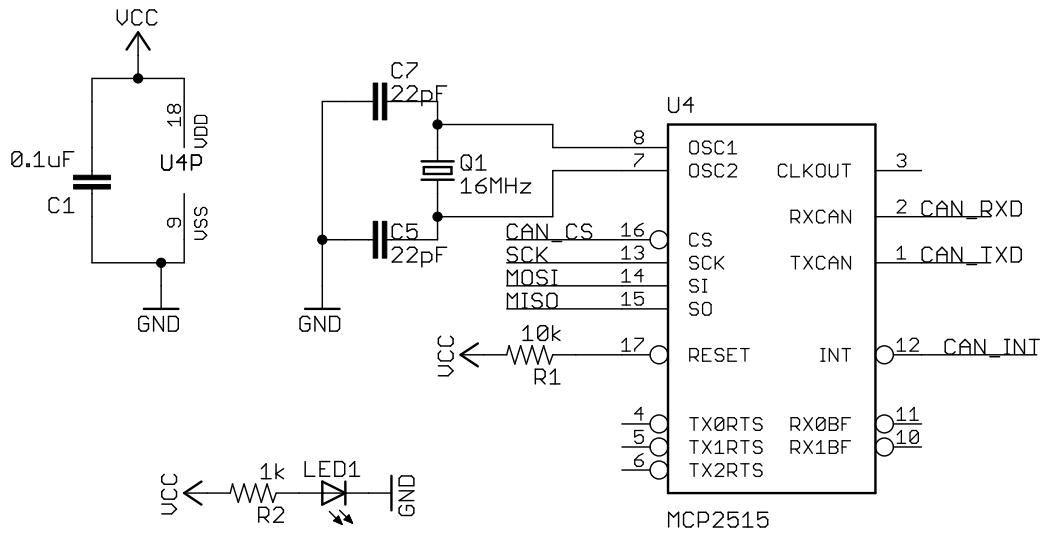 VCC
18
VDD
0.1uF
U4P
C1
9
VSS
GND
C7
22pF
Q1
16MHz
C5
22pF
GND
U4
8 OSC1
7 OSC2
CLKOUT 3
RXCAN 2 CAN_RXD
CAN_CS 16 CS
SCK 13 SCK
TXCAN 1 CAN_TXD
MOSI 14 SI
MISO 15 SO
VCC
10k
R1
17 RESET
INT 12 CAN_INT
4 TX0RTS
RX0BF 11
5 TX1RTS
RX1BF 10
6 TX2RTS
MCP2515
VCC
1k
R2
LED1
GND